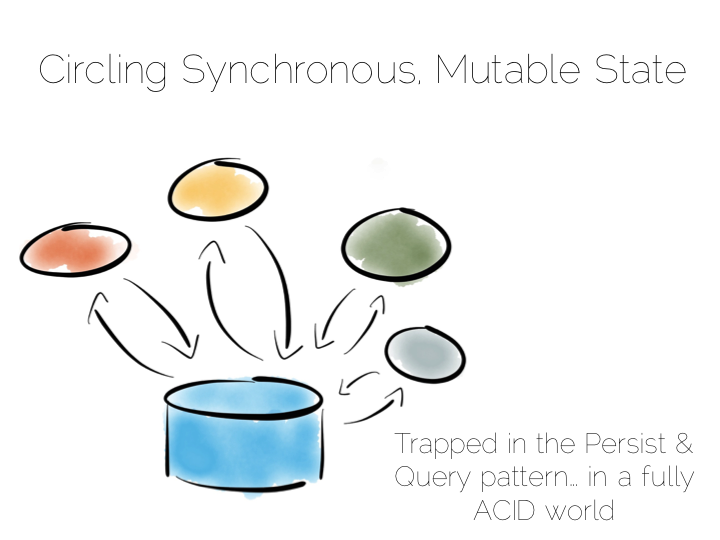 Circling Synchronous, Mutable State
Trapped in the Persist &
Query pattern... in a fully
ACID world